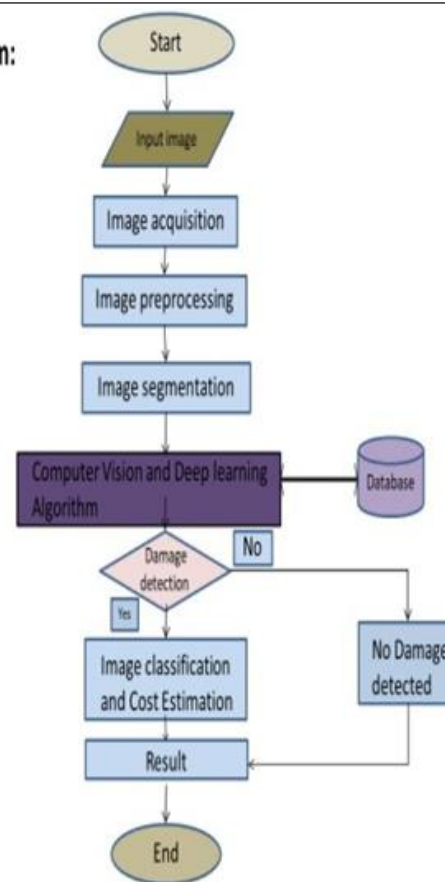 n:
Start
Input image
Image acquisition
Image preprocessing
Image segmentation
Computer Vision and Deep learning
Algorithm
Database
Damage
detection
No
Yes
Image classification
and Cost Estimation
No Damage
detected
Result
End